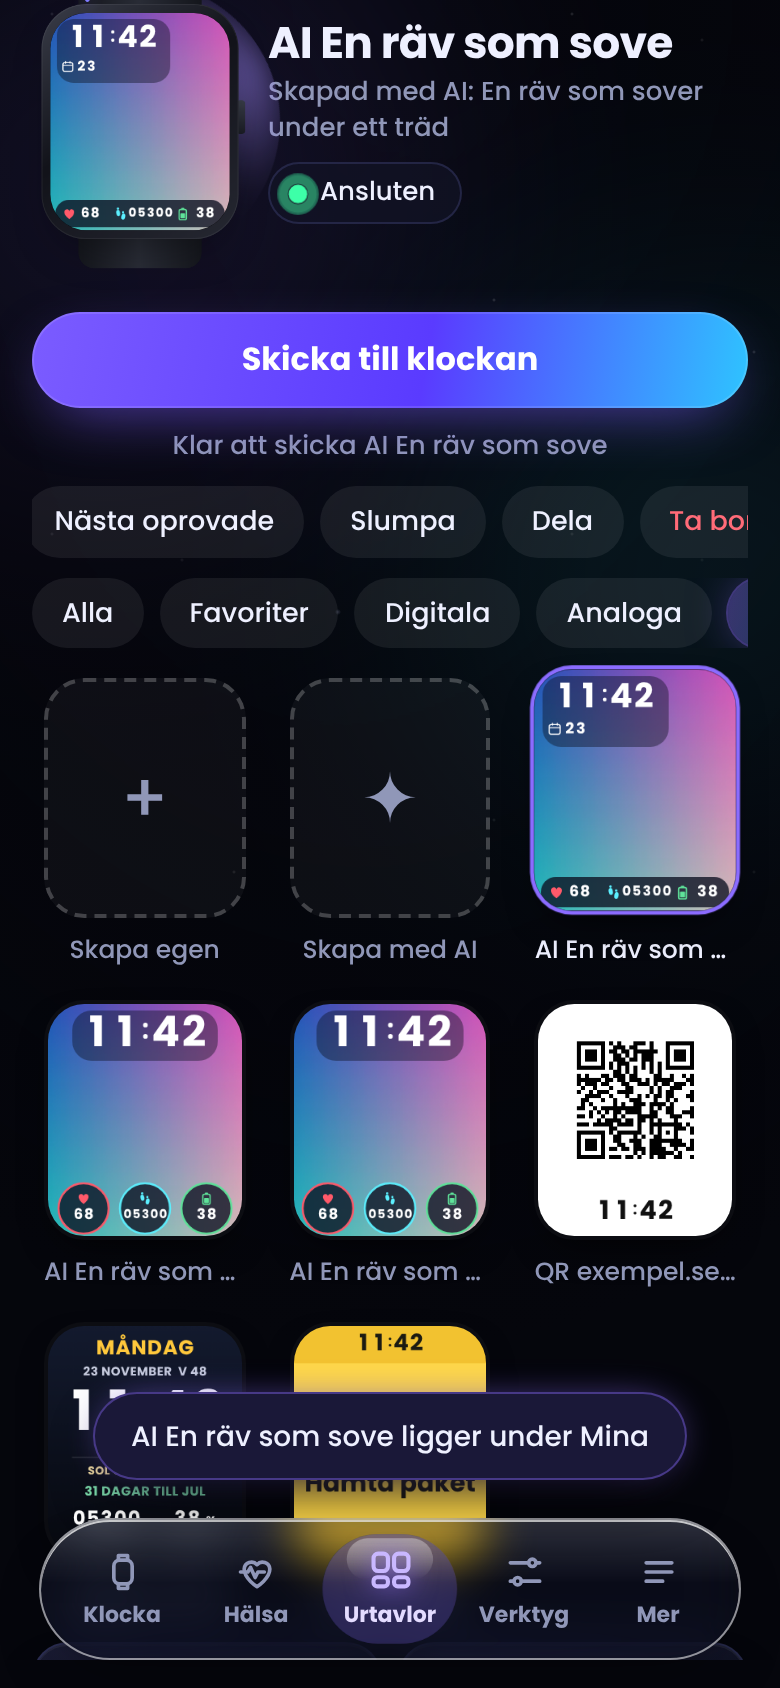 11:42
23
68 05300 38
AI En räv som sove
Skapad med AI: En räv som sover
under ett träd
Ansluten
Skicka till klockan
Klar att skicka AI En räv som sove
Nästa oprovade Slumpa Dela Ta bor
Alla Favoriter Digitala Analoga
+
Skapa egen
Skapa med AI
11:42
23
68 05300 38
AI En räv som ...
11:42
68 05300 38
AI En räv som ...
11:42
68 05300 38
AI En räv som ...
11:42
QR exempel.se...
MÅNDAG
23 NOVEMBER V 48
SOL
31 DAGAR TILL JUL
05300 38
11:42
Hämta paket
AI En räv som sove ligger under Mina
Klocka Hälsa Urtavlor Verktyg Mer